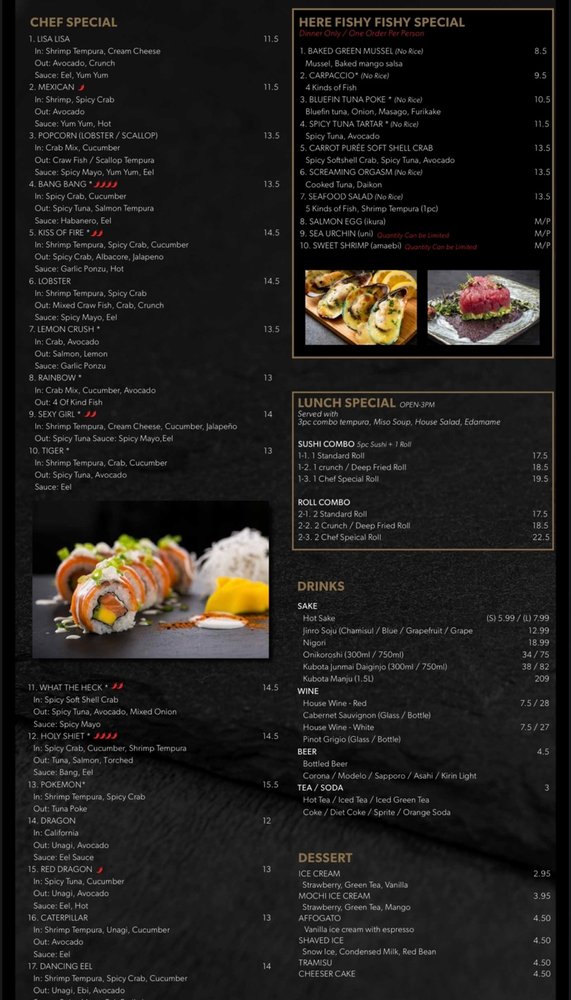 CHEF SPECIAL
1. LISA LISA 11.5
In: Shrimp Tempura, Cream Cheese
Out: Avocado, Crunch
Sauce: Eel, Yum Yum
2. MEXICAN 11.5
In: Shrimp, Spicy Crab
Out: Avocado
Sauce: Yum Yum, Hot
3. POPCORN (LOBSTER / SCALLOP) 13.5
In: Crab Mix, Cucumber
Out: Craw Fish / Scallop Tempura
Sauce: Spicy Mayo, Yum Yum, Eel
4. BANG BANG * 13.5
In: Spicy Crab, Cucumber
Out: Spicy Tuna, Salmon Tempura
Sauce: Habanero, Eel
5. KISS OF FIRE * 14.5
In: Shrimp Tempura, Spicy Crab, Cucumber
Out: Spicy Crab, Albacore, Jalapeno
Sauce: Garlic Ponzu, Hot
6. LOBSTER 14.5
In: Shrimp Tempura, Spicy Crab
Out: Mixed Craw Fish, Crab, Crunch
Sauce: Spicy Mayo, Eel
7. LEMON CRUSH * 13.5
In: Crab, Avocado
Out: Salmon, Lemon
Sauce: Garlic Ponzu
8. RAINBOW * 13
In: Crab Mix, Cucumber, Avocado
Out: 4 Of Kind Fish
9. SEXY GIRL * 14
In: Shrimp Tempura, Cream Cheese, Cucumber, Jalapeño
Out: Spicy Tuna Sauce: Spicy Mayo,Eel
10. TIGER * 13
In: Shrimp Tempura, Crab, Cucumber
Out: Spicy Tuna, Avocado
Sauce: Eel
11. WHAT THE HECK * 14.5
In: Spicy Soft Shell Crab
Out: Spicy Tuna, Avocado, Mixed Onion
Sauce: Spicy Mayo
12. HOLY SHIET * 14.5
In: Spicy Crab, Cucumber, Shrimp Tempura
Out: Tuna, Salmon, Torched
Sauce: Bang, Eel
13. POKEMON* 15.5
In: Shrimp Tempura, Spicy Crab
Out: Tuna Poke
14. DRAGON 12
In: California
Out: Unagi, Avocado
Sauce: Eel Sauce
15. RED DRAGON 13
In: Spicy Tuna, Cucumber
Out: Unagi, Avocado
Sauce: Eel, Hot
16. CATERPILLAR 13
In: Shrimp Tempura, Unagi, Cucumber
Out: Avocado
Sauce: Eel
17. DANCING EEL 14
In: Shrimp Tempura, Spicy Crab, Cucumber
Out: Unagi, Ebi, Avocado
HERE FISHY FISHY SPECIAL
Dinner Only / One Order Per Person
1. BAKED GREEN MUSSEL (No Rice) 8.5
Mussel, Baked mango salsa
2. CARPACCIO* (No Rice) 9.5
4 Kinds of Fish
3. BLUEFIN TUNA POKE * (No Rice) 10.5
Bluefin tuna, Onion, Masago, Furikake
4. SPICY TUNA TARTAR * (No Rice) 11.5
Spicy Tuna, Avocado
5. CARROT PURÉE SOFT SHELL CRAB 13.5
Spicy Softshell Crab, Spicy Tuna, Avocado
6. SCREAMING ORGASM (No Rice) 13.5
Cooked Tuna, Daikon
7. SEAFOOD SALAD (No Rice) 13.5
5 Kinds of Fish, Shrimp Tempura (1pc)
8. SALMON EGG (ikura) M/P
9. SEA URCHIN (uni) Quantity Can be Limited M/P
10. SWEET SHRIMP (amaebi) Quantity Can be Limited M/P
LUNCH SPECIAL OPEN-3PM
Served with
3pc combo tempura, Miso Soup, House Salad, Edamame
SUSHI COMBO 5pc Sushi + 1 Roll
1-1. 1 Standard Roll 17.5
1-2. 1 crunch / Deep Fried Roll 18.5
1-3. 1 Chef Special Roll 19.5
ROLL COMBO
2-1. 2 Standard Roll 17.5
2-2. 2 Crunch / Deep Fried Roll 18.5
2-3. 2 Chef Speical Roll 22.5
DRINKS
SAKE
Hot Sake (S) 5.99 / (L) 7.99
Jinro Soju (Chamisul / Blue / Grapefruit / Grape 12.99
Nigori 18.99
Onikoroshi (300ml / 750ml) 34 / 75
Kubota Junmai Daiginjo (300ml / 750ml) 38 / 82
Kubota Manju (1.5L) 209
WINE
House Wine - Red 7.5 / 28
Cabernet Sauvignon (Glass / Bottle)
House Wine - White 7.5 / 27
Pinot Grigio (Glass / Bottle)
BEER 4.5
Bottled Beer
Corona / Modelo / Sapporo / Asahi / Kirin Light
TEA / SODA 3
Hot Tea / Iced Tea / Iced Green Tea
Coke / Diet Coke / Sprite / Orange Soda
DESSERT
ICE CREAM 2.95
Strawberry, Green Tea, Vanilla
MOCHI ICE CREAM 3.95
Strawberry, Green Tea, Mango
AFFOGATO 4.50
Vanilla ice cream with espresso
SHAVED ICE 4.50
Snow Ice, Condensed Milk, Red Bean
TRAMISU 4.50
CHEESER CAKE 4.50